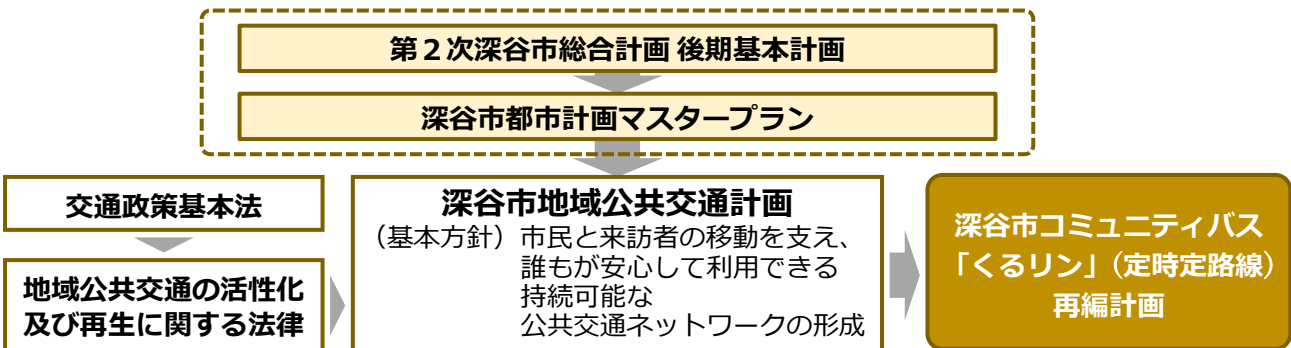 第２次深谷市総合計画 後期基本計画
深谷市都市計画マスタープラン
交通政策基本法
地域公共交通の活性化
及び再生に関する法律
深谷市地域公共交通計画
（基本方針）市民と来訪者の移動を支え、
誰もが安心して利用できる
持続可能な
公共交通ネットワークの形成
深谷市コミュニティバス
「くるリン」（定時定路線）
再編計画